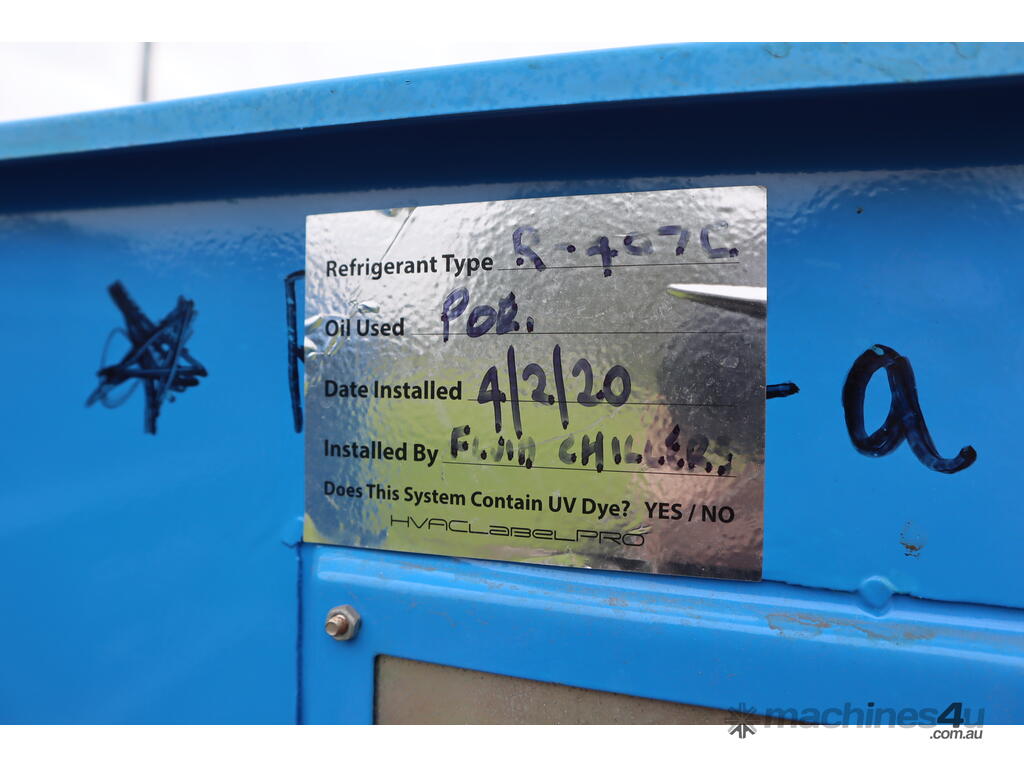 Refrigerant Type R-407C
Oil Used POE.
Date Installed 4/2/20
Installed By CHILLERS
Does This System Contain UV Dye? YES / NO
HVACLABELPRO
a
machines4u
.com.au